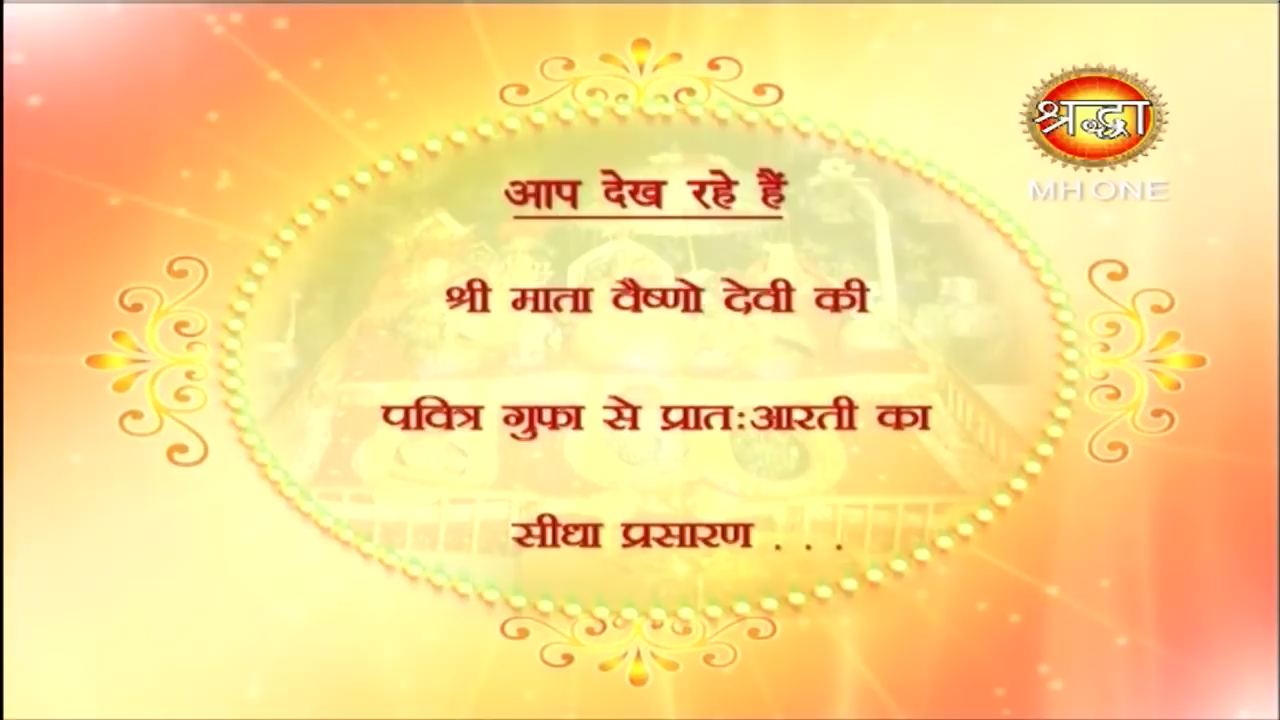 श्रद्धा
MH ONE
आप देख रहे हैं
श्री माता वैष्णो देवी की
पवित्र गुफा से प्रातःआरती का
सीधा प्रसारण . . .